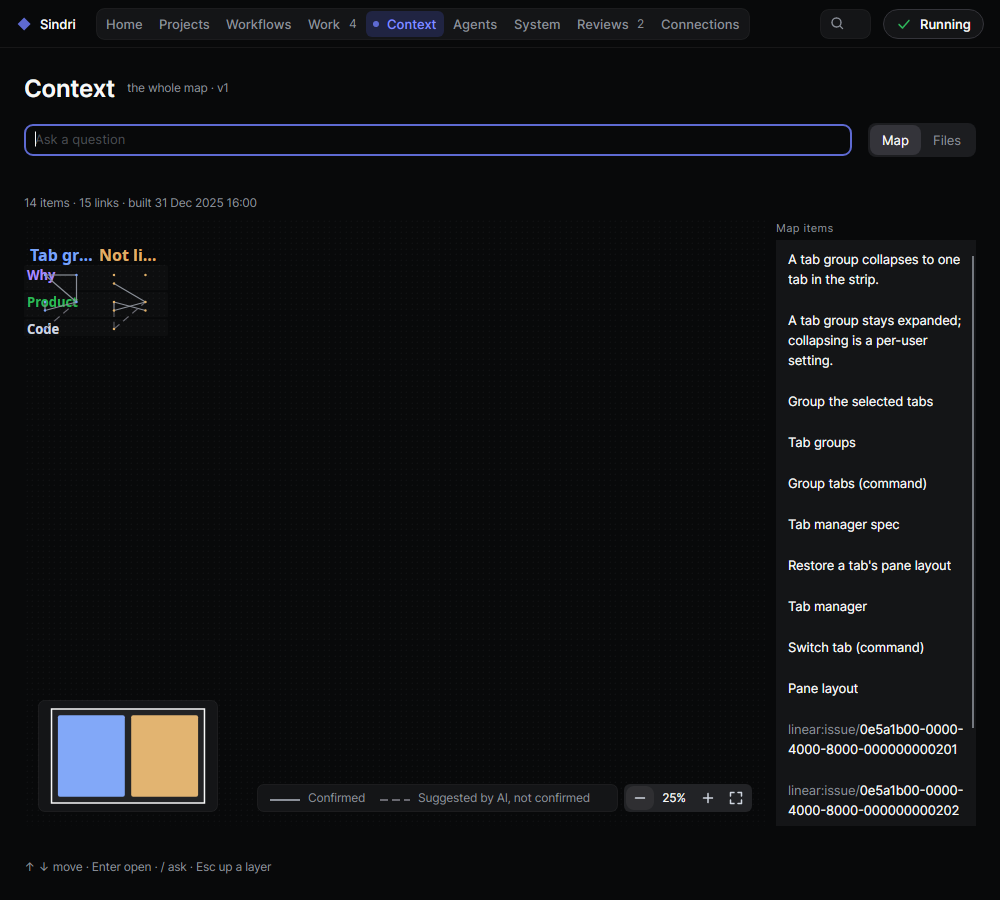 Sindri
Home Projects Workflows Work 4 Context Agents System Reviews 2 Connections
Running
Context the whole map · v1
Ask a question
Map Files
14 items · 15 links · built 31 Dec 2025 16:00
Map items
Tab gr... Not li...
Why
Product
Code
A tab group collapses to one
tab in the strip.
A tab group stays expanded;
collapsing is a per-user
setting.
Group the selected tabs
Tab groups
Group tabs (command)
Tab manager spec
Restore a tab's pane layout
Tab manager
Switch tab (command)
Pane layout
linear:issue/0e5a1b00-0000-
4000-8000-000000000201
linear:issue/0e5a1b00-0000-
4000-8000-000000000202
Confirmed Suggested by AI, not confirmed
− 25% +
↑ ↓ move · Enter open · / ask · Esc up a layer